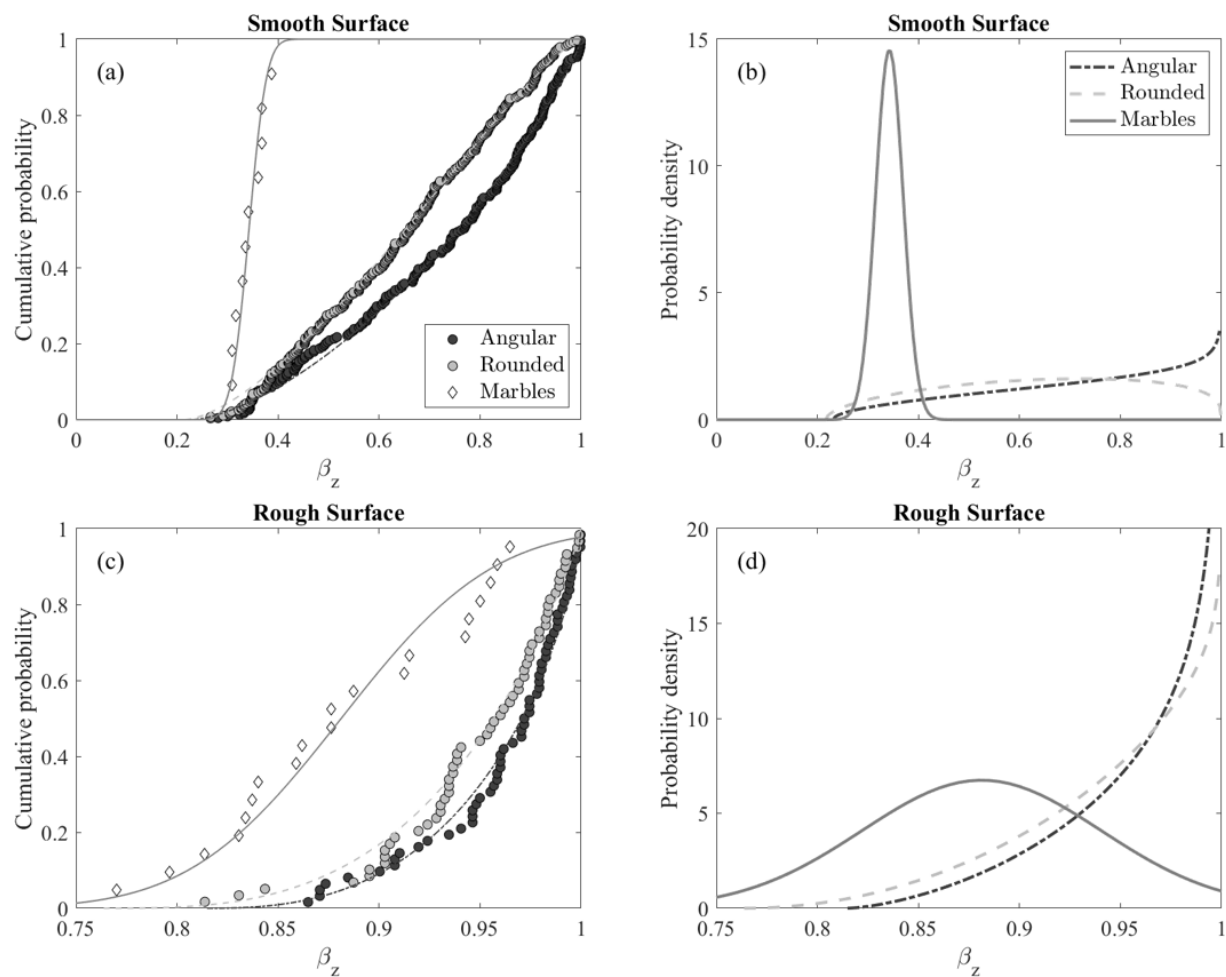 Smooth Surface
(a)
1
0.8
0.6
0.4
0.2
0
Cumulative probability
0 0.2 0.4 0.6 0.8 1
β_z
Angular
Rounded
Marbles
Smooth Surface
(b)
15
10
5
0
Probability density
0 0.2 0.4 0.6 0.8 1
β_z
Angular
Rounded
Marbles
Rough Surface
(c)
1
0.8
0.6
0.4
0.2
0
Cumulative probability
0.75 0.8 0.85 0.9 0.95 1
β_z
Rough Surface
(d)
20
15
10
5
0
Probability density
0.75 0.8 0.85 0.9 0.95 1
β_z